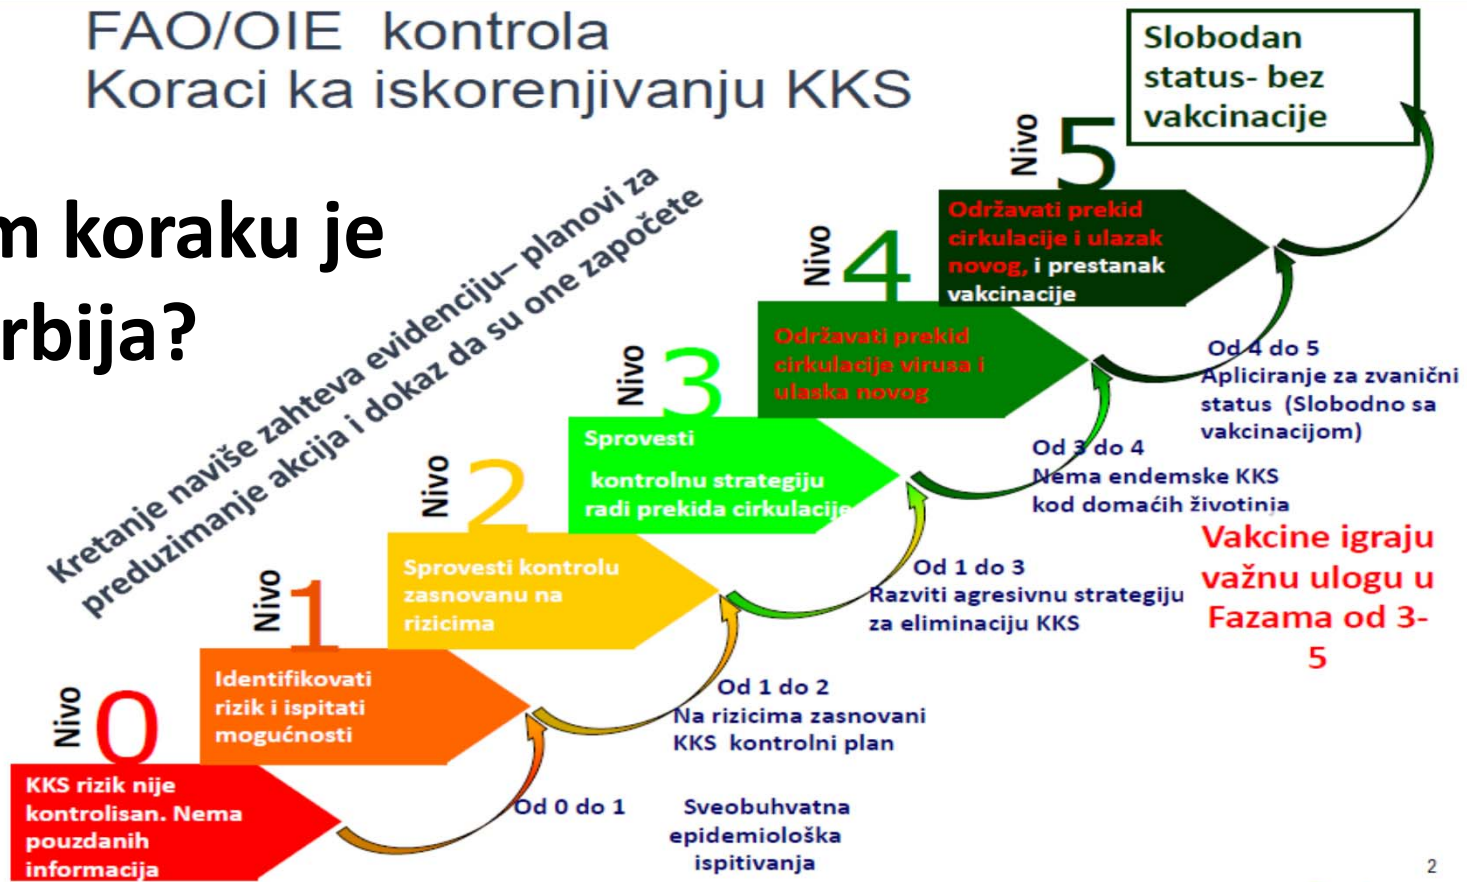 FAO/OIE kontrola
Koraci ka iskorenjivanju KKS
m koraku je
rbija?
Kretanje naviše zahteva evidenciju– planovi za
preduzimanje akcija i dokaz da su one započete
Slobodan
status- bez
vakcinacije
Nivo
5
Održavati prekid
cirkulacije i ulazak
novog, i prestanak
vakcinacije
Nivo
4
Održavati prekid
cirkulacije virusa i
ulaska novog
Od 4 do 5
Apliciranje za zvanični
status (Slobodno sa
vakcinacijom)
Nivo
3
Sprovesti
kontrolnu strategiju
radi prekida cirkulacije
Od 3 do 4
Nema endemske KKS
kod domaćih životinja
Nivo
2
Sprovesti kontrolu
zasnovanu na
rizicima
Od 1 do 3
Razviti agresivnu strategiju
za eliminaciju KKS
Vakcine igraju
važnu ulogu u
Fazama od 3-
5
Nivo
1
Identifikovati
rizik i ispitati
mogućnosti
Od 1 do 2
Na rizicima zasnovani
KKS kontrolni plan
Nivo
0
KKS rizik nije
kontrolisan. Nema
pouzdanih
informacija
Od 0 do 1 Sveobuhvatna
epidemiološka
ispitivanja
2